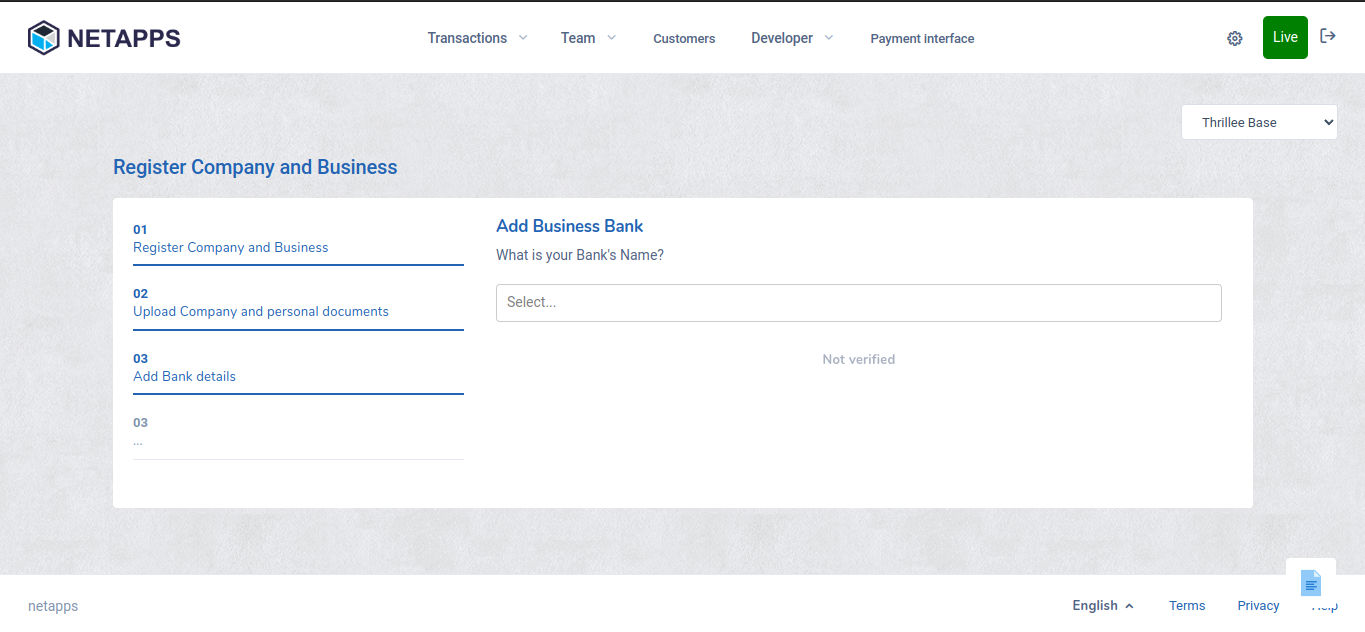 NETAPPS
Transactions
Team
Customers
Developer
Payment interface
Live
Thrillee Base
Register Company and Business
01
Register Company and Business
02
Upload Company and personal documents
03
Add Bank details
03
...
Add Business Bank
What is your Bank's Name?
Select...
Not verified
netapps
English
Terms
Privacy
Help